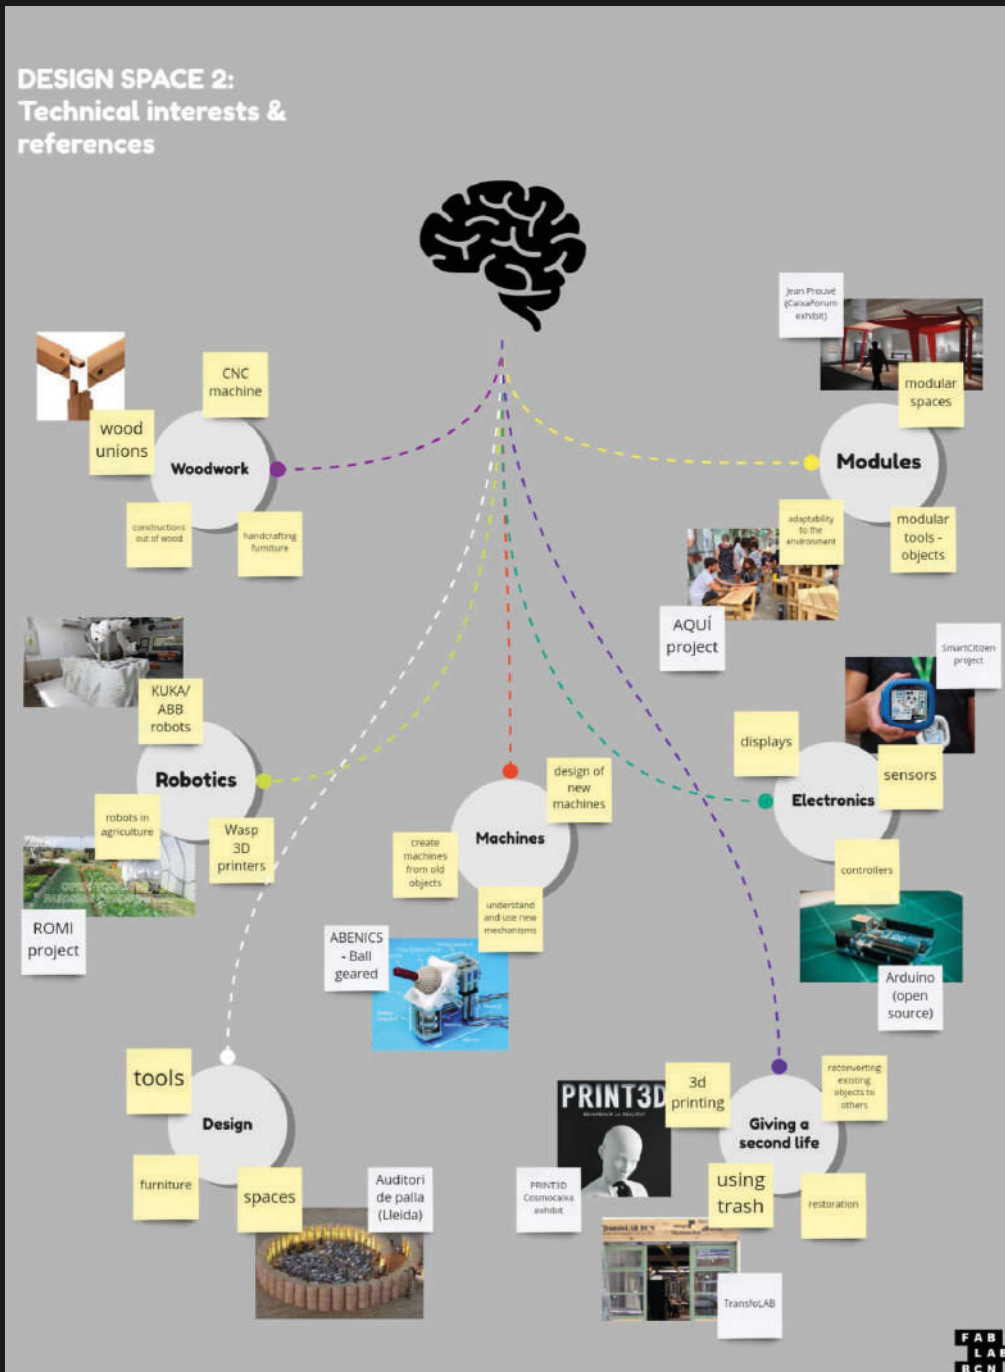 DESIGN SPACE 2:
Technical interests &
references
Jean Prouvé
(CaixaForum
exhibit)
modular
spaces
Modules
adaptability
to the
environment
modular
tools -
objects
AQUÍ
project
CNC
machine
wood
unions
Woodwork
constructions
out of wood
handcrafting
furniture
KUKA/
ABB
robots
Robotics
robots in
agriculture
Wasp
3D
printers
ROMI
project
design of
new
machines
Machines
create
machines
from old
objects
understand
and use new
mechanisms
ABENICS
- Ball
geared
SmartCitizen
project
displays
sensors
Electronics
controllers
Arduino
(open
source)
tools
Design
furniture
spaces
Auditori
de palla
(Lleida)
PRINT3D
3d
printing
reconverting
existing
objects to
others
Giving a
second life
using
trash
restoration
PRINT3D
Cosmocaixa
exhibit
TransfoLAB BCN
TransfoLAB
FAB
LAB
BCN